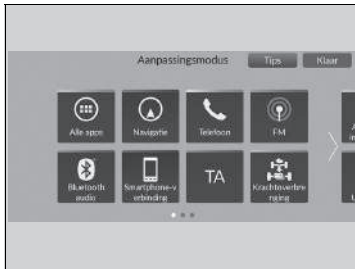 Aanpassingsmodus
Tips
Klaar
Alle apps
Navigatie
Telefoon
FM
Bluetooth
audio
Smartphone-v
erbinding
TA
Krachtoverbre
nging